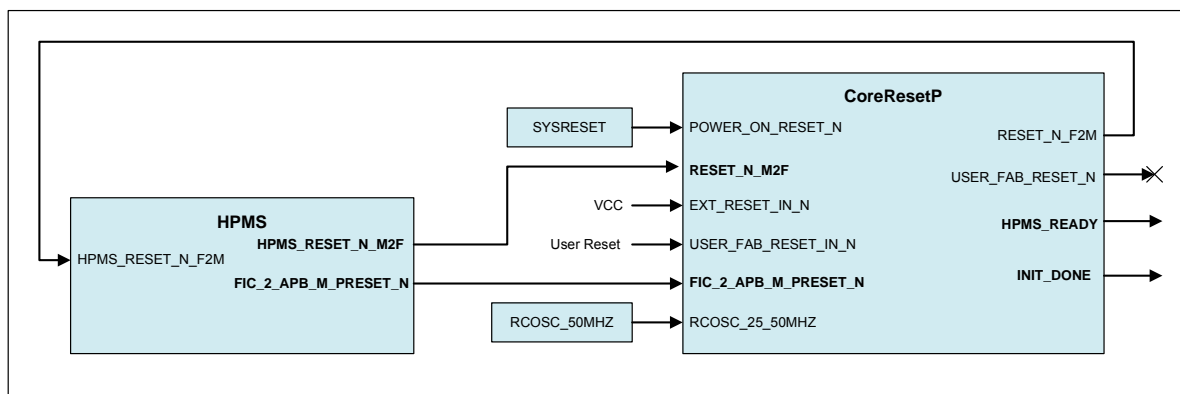 CoreResetP
SYSRESET
POWER_ON_RESET_N
RESET_N_F2M
RESET_N_M2F
USER_FAB_RESET_N
VCC
EXT_RESET_IN_N
HPMS
HPMS_READY
HPMS_RESET_N_M2F
User Reset
USER_FAB_RESET_IN_N
HPMS_RESET_N_F2M
INIT_DONE
FIC_2_APB_M_PRESET_N
FIC_2_APB_M_PRESET_N
RCOSC_50MHZ
RCOSC_25_50MHZ